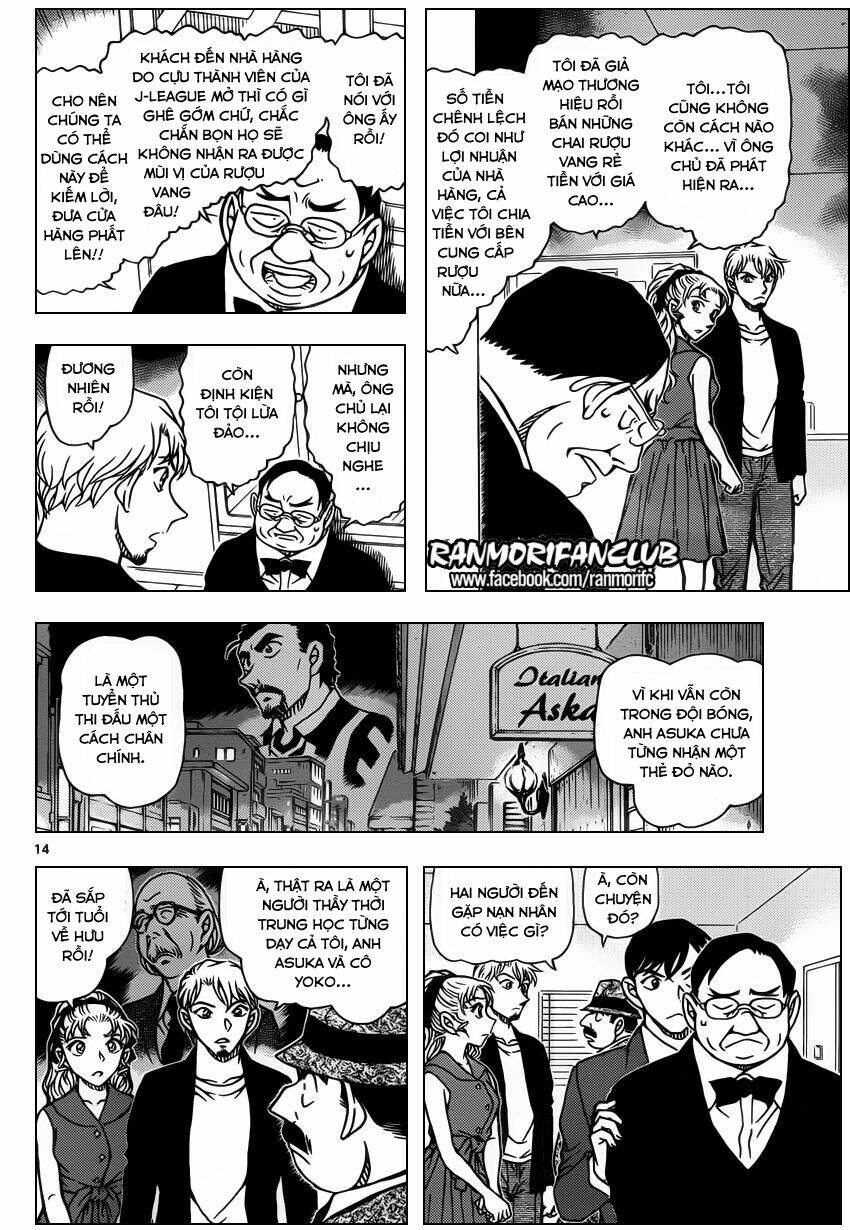 TÔI...TÔI
CŨNG KHÔNG
CÒN CÁCH NÀO
KHÁC... VÌ ÔNG
CHỦ ĐÃ PHÁT
HIỆN RA...
TÔI ĐÃ GIẢ
MẠO THƯƠNG
HIỆU RỒI
BÁN NHỮNG
CHAI RƯỢU
VANG RẺ
TIỀN VỚI GIÁ
CAO...
SỐ TIỀN
CHÊNH LỆCH
ĐÓ COI NHƯ
LỢI NHUẬN
CỦA NHÀ
HÀNG, CẢ
VIỆC TÔI CHIA
TIỀN VỚI BÊN
CUNG CẤP
RƯỢU
NỮA...
RANMORIFANCLUB
www.facebook.com/ranmorifc
TÔI ĐÃ
NÓI VỚI
ÔNG ẤY
RỒI!
KHÁCH ĐẾN NHÀ HÀNG
DO CỰU THÀNH VIÊN CỦA
J-LEAGUE MỞ THÌ CÓ GÌ
GHÊ GỚM CHỨ, CHẮC
CHẮN BỌN HỌ SẼ
KHÔNG NHẬN RA ĐƯỢC
MÙI VỊ CỦA RƯỢU
VANG
ĐÂU!
CHO NÊN
CHÚNG TA
CÓ THỂ
DÙNG CÁCH
NÀY ĐỂ
KIẾM LỜI,
ĐƯA CỬA
HÀNG PHẤT
LÊN!!
NHƯNG
MÀ, ÔNG
CHỦ LẠI
KHÔNG
CHỊU
NGHE
...
CÒN
ĐỊNH KIỆN
TÔI TỘI LỪA
ĐẢO...
ĐƯƠNG
NHIÊN
RỒI!
VÌ KHI VẪN CÒN
TRONG ĐỘI BÓNG,
ANH ASUKA CHƯA
TỪNG NHẬN MỘT
THẺ ĐỎ NÀO.
Italian
Aska
LÀ MỘT
TUYỂN THỦ
THI ĐẤU MỘT
CÁCH CHÂN
CHÍNH.
14
À, CÒN
CHUYỆN
ĐÓ?
HAI NGƯỜI ĐẾN
GẶP NẠN NHÂN
CÓ VIỆC GÌ?
À, THẬT RA LÀ MỘT
NGƯỜI THẦY THỜI
TRUNG HỌC TỪNG
DẠY CẢ TÔI, ANH
ASUKA VÀ CÔ
YOKO...
ĐÃ SẮP
TỚI TUỔI
VỀ HƯU
RỒI!